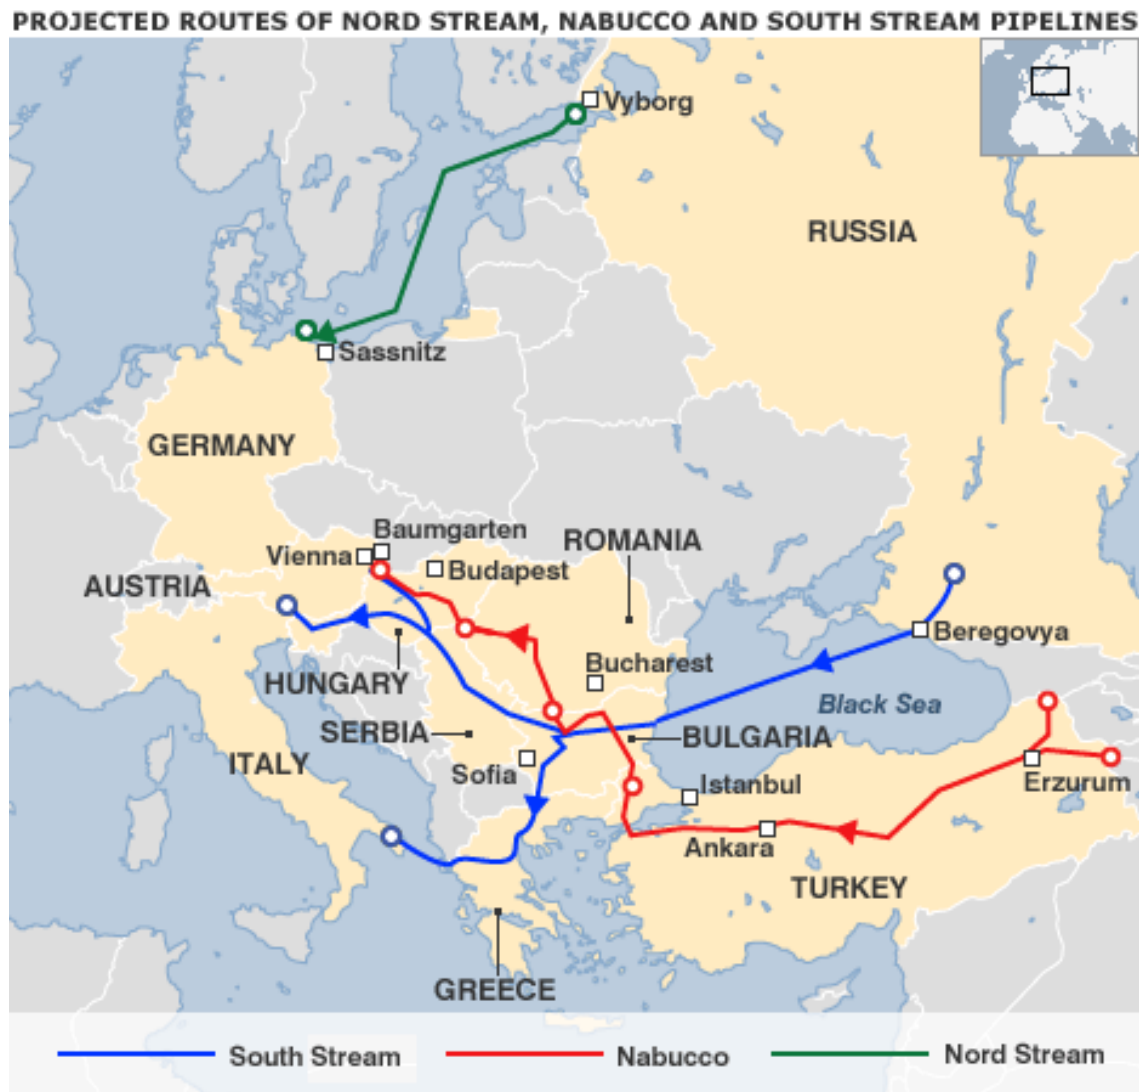 PROJECTED ROUTES OF NORD STREAM, NABUCCO AND SOUTH STREAM PIPELINES
Vyborg
RUSSIA
Sassnitz
GERMANY
Baumgarten
Vienna
ROMANIA
Budapest
AUSTRIA
Beregovya
Bucharest
HUNGARY
Black Sea
SERBIA
BULGARIA
ITALY
Sofia
Istanbul
Erzurum
Ankara
TURKEY
GREECE
South Stream
Nabucco
Nord Stream